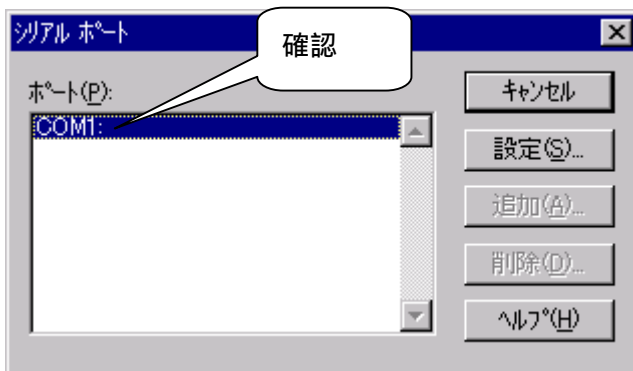 シリアル ポート
確認
ポート(P):
COM1:
キャンセル
設定(S)...
追加(A)...
削除(D)...
ヘルプ(H)